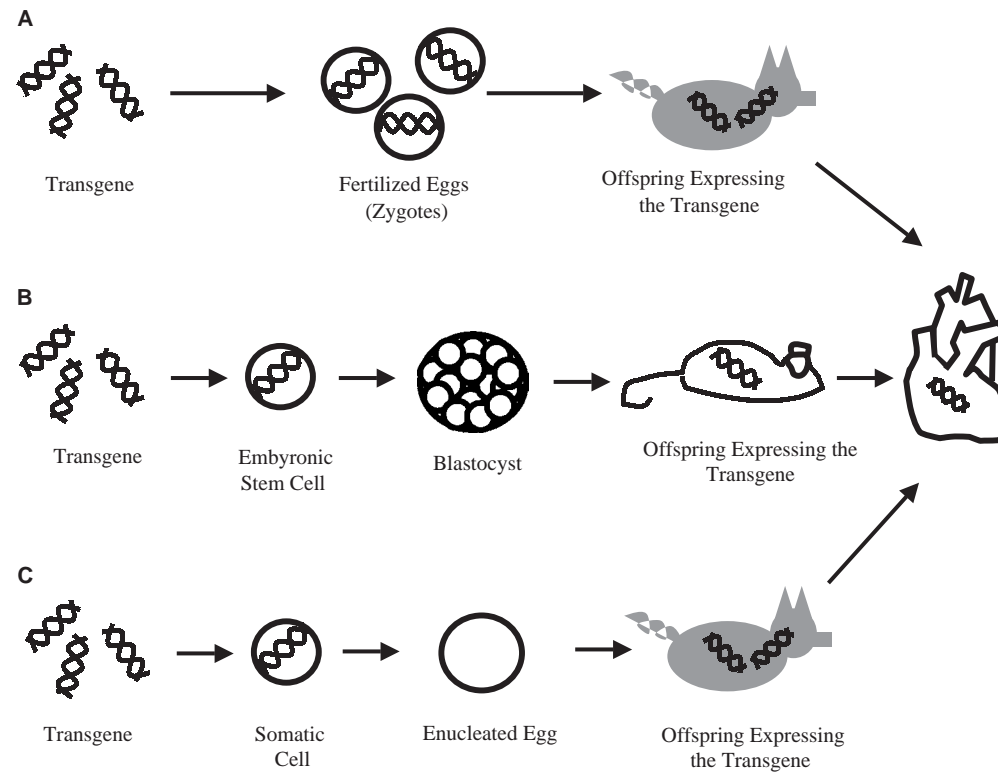 A
Transgene
Fertilized Eggs
(Zygotes)
Offspring Expressing
the Transgene
B
Transgene
Embyronic
Stem Cell
Blastocyst
Offspring Expressing the
Transgene
C
Transgene
Somatic
Cell
Enucleated Egg
Offspring Expressing
the Transgene